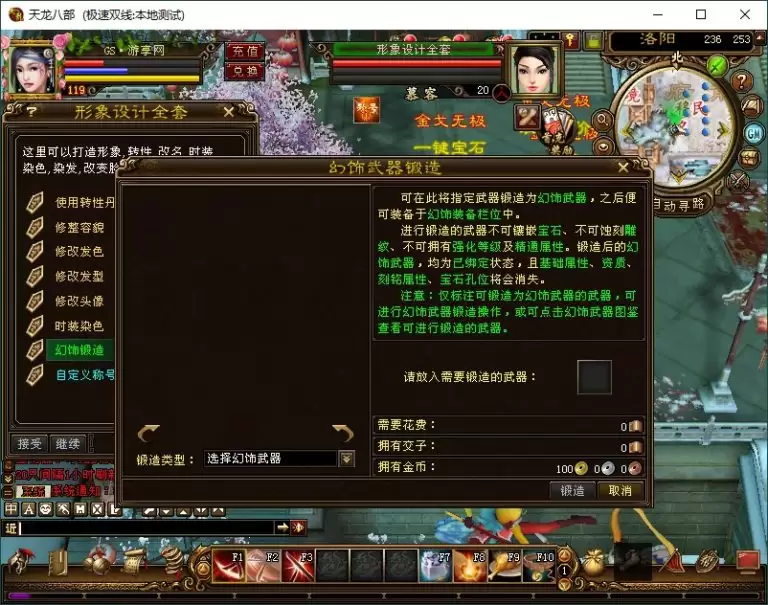 天龙八部 (极速双线:本地测试)
GS·游亭网
充值
兑换
119
形象设计全套
慕容
20
洛阳
236 253
北
GM
自动寻路
金戈无极
一键宝石
形象设计全套
这里可以打造形象,转性,改名,时装
染色,染发,改变脸
使用转性丹
修整容貌
修改发色
修改发型
修改头像
时装染色
幻饰锻造
自定义称号
接受
继续
幻饰武器锻造
可在此将指定武器锻造为幻饰武器，之后便
可装备于幻饰装备栏位中。
进行锻造的武器不可镶嵌宝石、不可蚀刻雕
纹、不可拥有强化等级及精通属性。锻造后的幻
饰武器，均为已绑定状态，且基础属性、资质、
刻铭属性、宝石孔位将会消失。
注意：仅标注可锻造为幻饰武器的武器，可
进行幻饰武器锻造操作，或可点击幻饰武器图鉴
查看可进行锻造的武器。
请放入需要锻造的武器：
锻造类型：
选择幻饰武器
需要花费：
0
拥有交子：
0
拥有金币：
100 0 0
锻造
取消
系统
系统通知：
近
F1
F2
F3
F7
F8
F9
F10
1